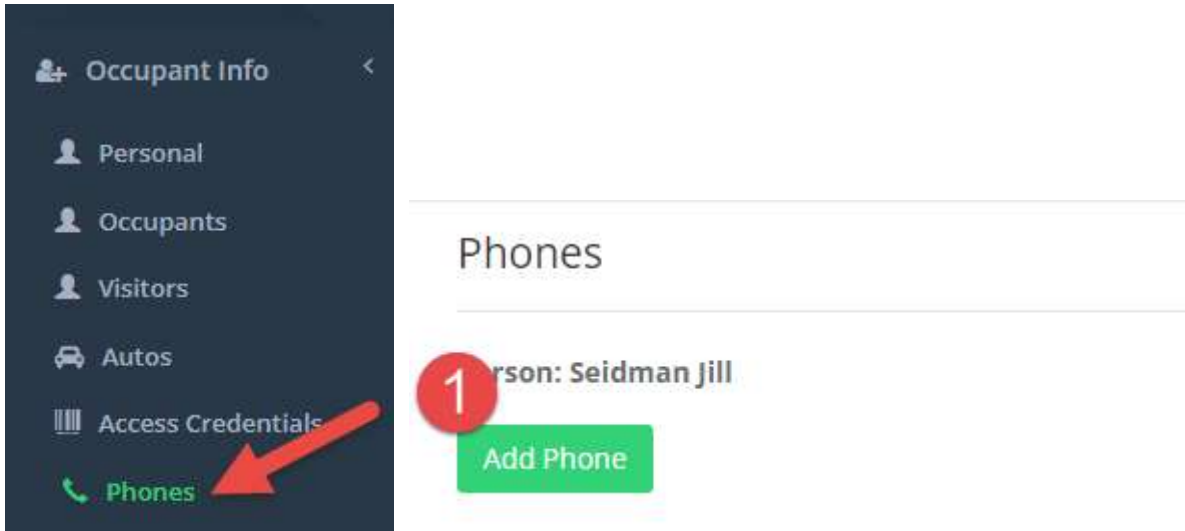 Occupant Info
Personal
Occupants
Visitors
Autos
Access Credentials
Phones
Phones
1
rson: Seidman Jill
Add Phone